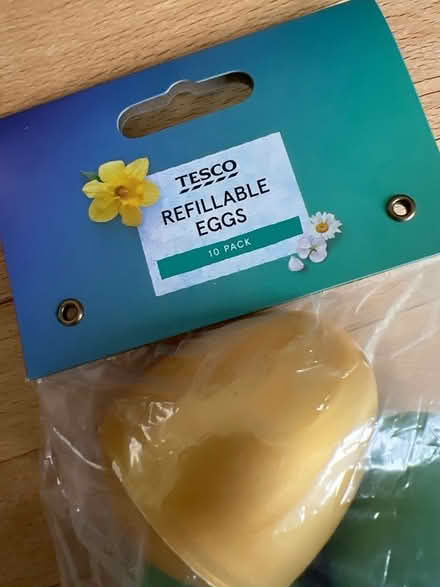 TESCO
REFILLABLE
EGGS
10 PACK